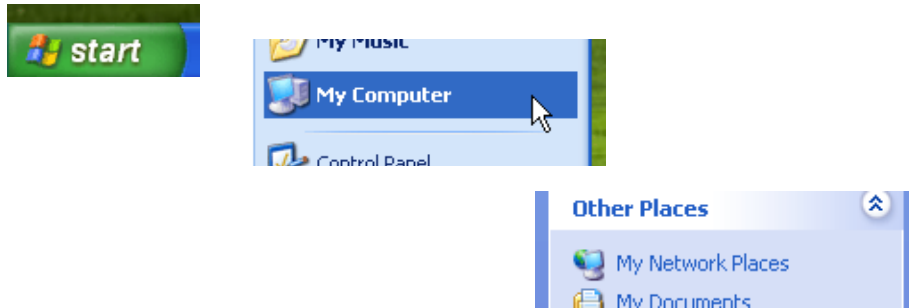 start
My Music
My Computer
Control Panel
Other Places
My Network Places
My Documents